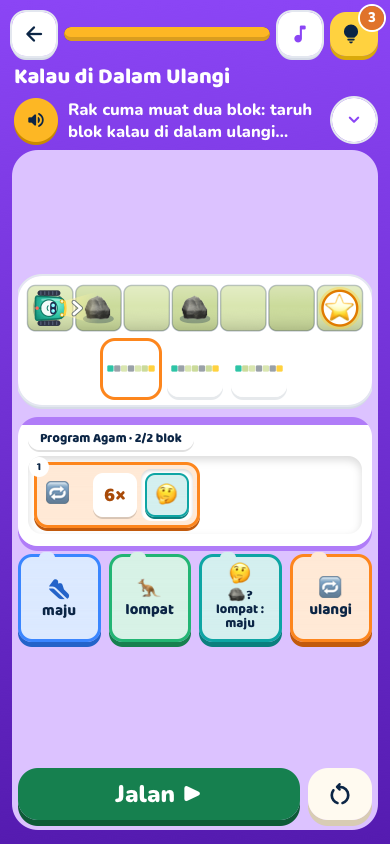 3
Kalau di Dalam Ulangi
Rak cuma muat dua blok: taruh
blok kalau di dalam ulangi...
Program Agam · 2/2 blok
1
6×
maju
lompat
?
lompat :
maju
ulangi
Jalan